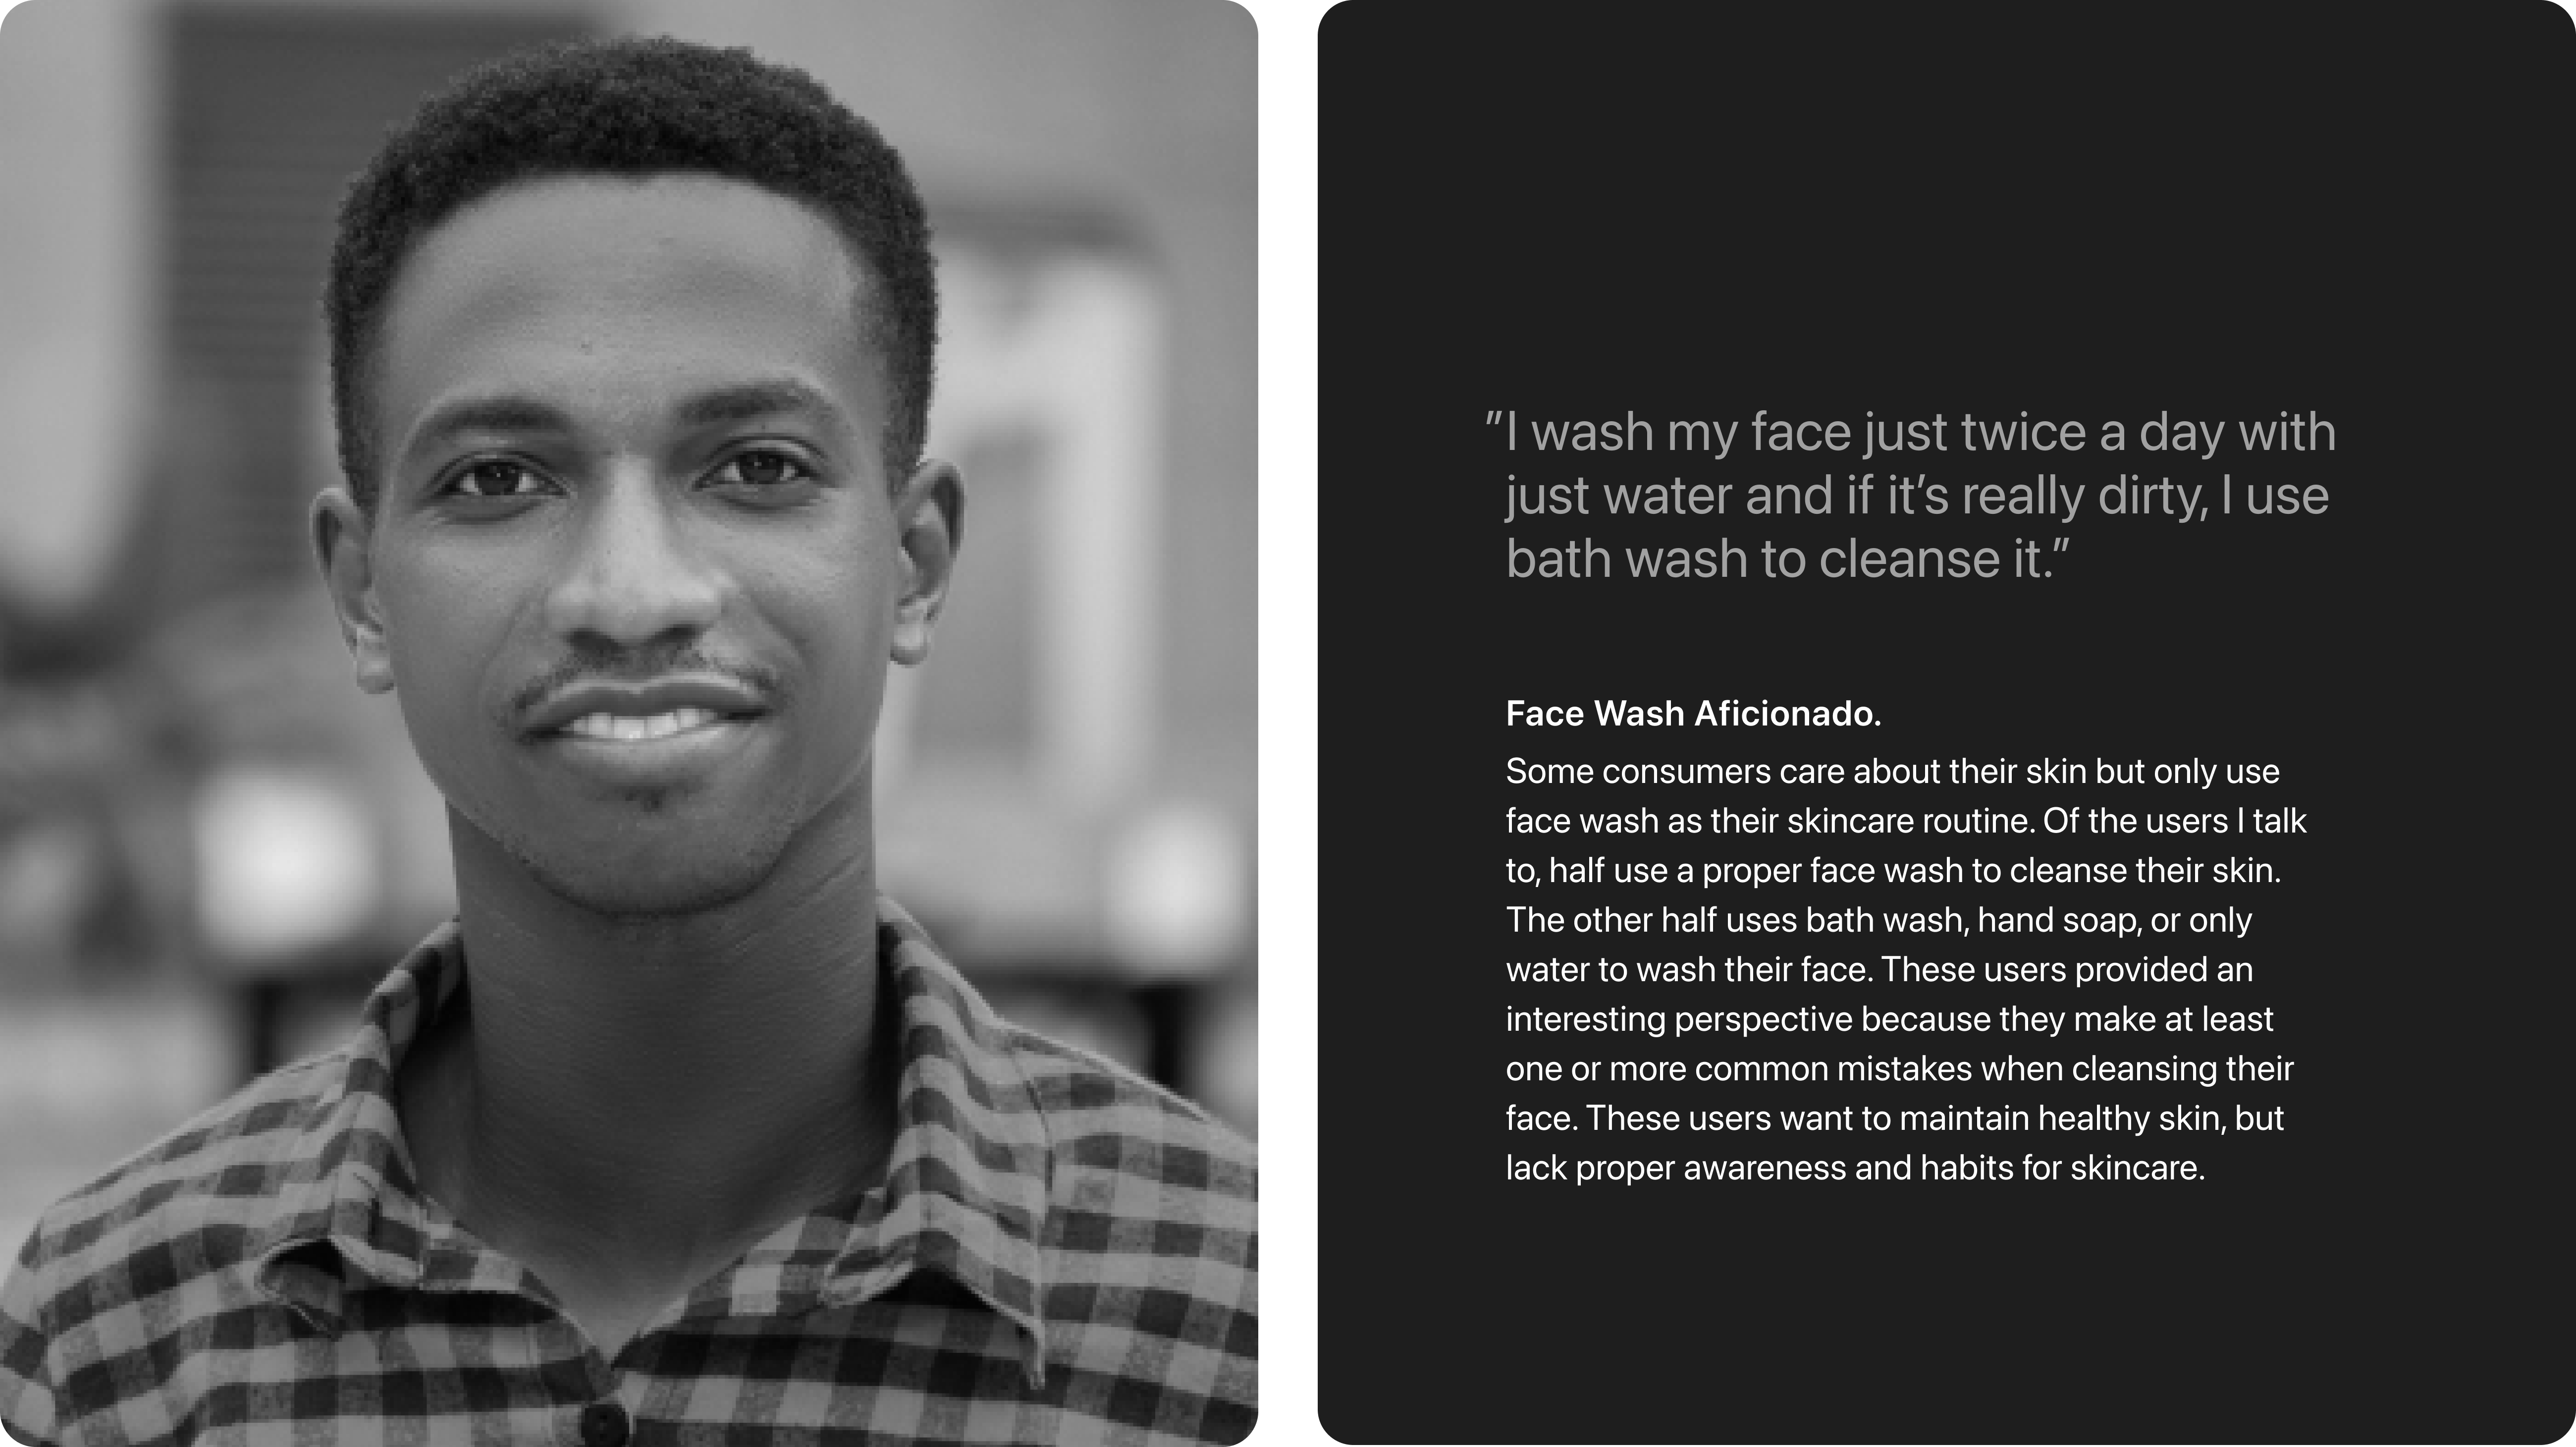 "I wash my face just twice a day with
just water and if it’s really dirty, I use
bath wash to cleanse it.”
Face Wash Aficionado.
Some consumers care about their skin but only use
face wash as their skincare routine. Of the users I talk
to, half use a proper face wash to cleanse their skin.
The other half uses bath wash, hand soap, or only
water to wash their face. These users provided an
interesting perspective because they make at least
one or more common mistakes when cleansing their
face. These users want to maintain healthy skin, but
lack proper awareness and habits for skincare.